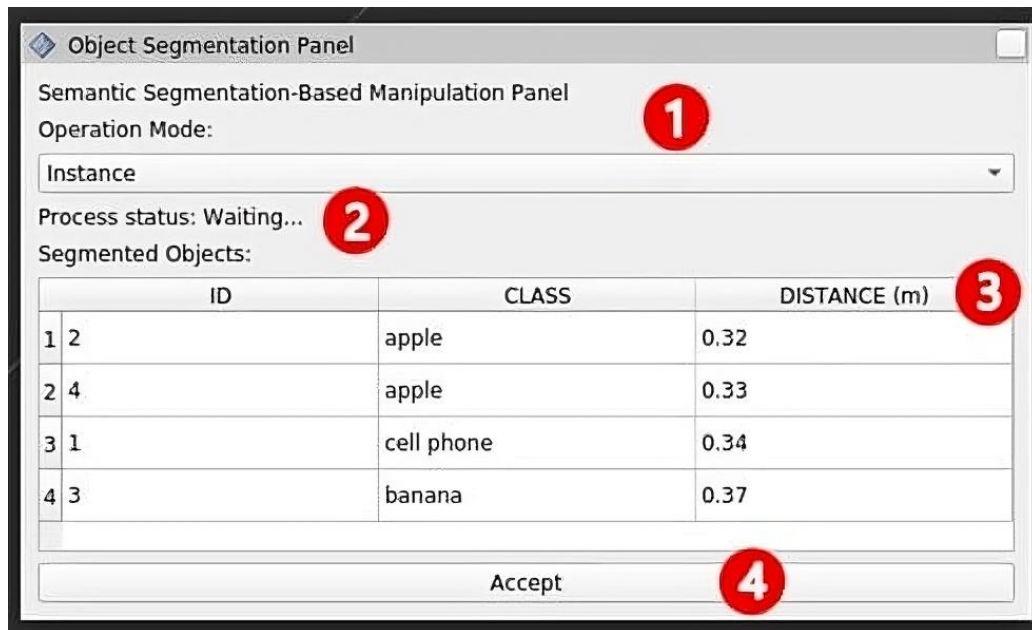 Object Segmentation Panel
Semantic Segmentation-Based Manipulation Panel
1
Operation Mode:
Instance
Process status: Waiting...
2
Segmented Objects:
ID CLASS DISTANCE (m) 3
1 2 apple 0.32
2 4 apple 0.33
3 1 cell phone 0.34
4 3 banana 0.37
Accept 4